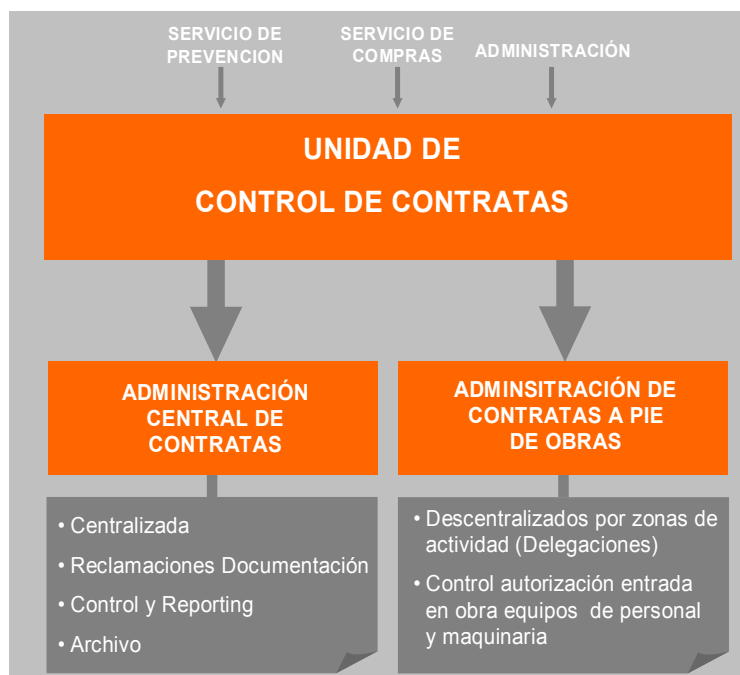 SERVICIO DE
PREVENCION
SERVICIO DE
COMPRAS
ADMINISTRACIÓN
UNIDAD DE
CONTROL DE CONTRATAS
ADMINISTRACIÓN
CENTRAL DE
CONTRATAS
ADMINSITRACIÓN DE
CONTRATAS A PIE
DE OBRAS
• Centralizada
• Reclamaciones Documentación
• Control y Reporting
• Archivo
• Descentralizados por zonas de
actividad (Delegaciones)
• Control autorización entrada
en obra equipos de personal
y maquinaria